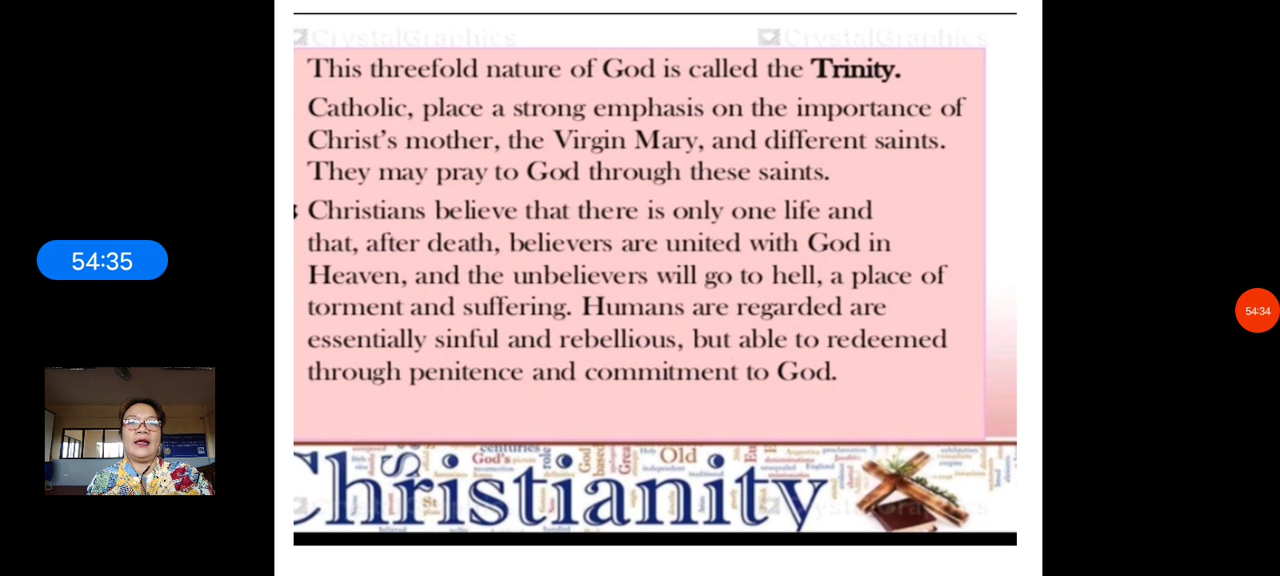 CrystalGraphics CrystalGraphics
This threefold nature of God is called the Trinity.
Catholic, place a strong emphasis on the importance of
Christ's mother, the Virgin Mary, and different saints.
They may pray to God through these saints.
Christians believe that there is only one life and
that, after death, believers are united with God in
Heaven, and the unbelievers will go to hell, a place of
torment and suffering. Humans are regarded are
essentially sinful and rebellious, but able to redeemed
through penitence and commitment to God.
54:35
54:34
centuries
God's
Old
Christianity